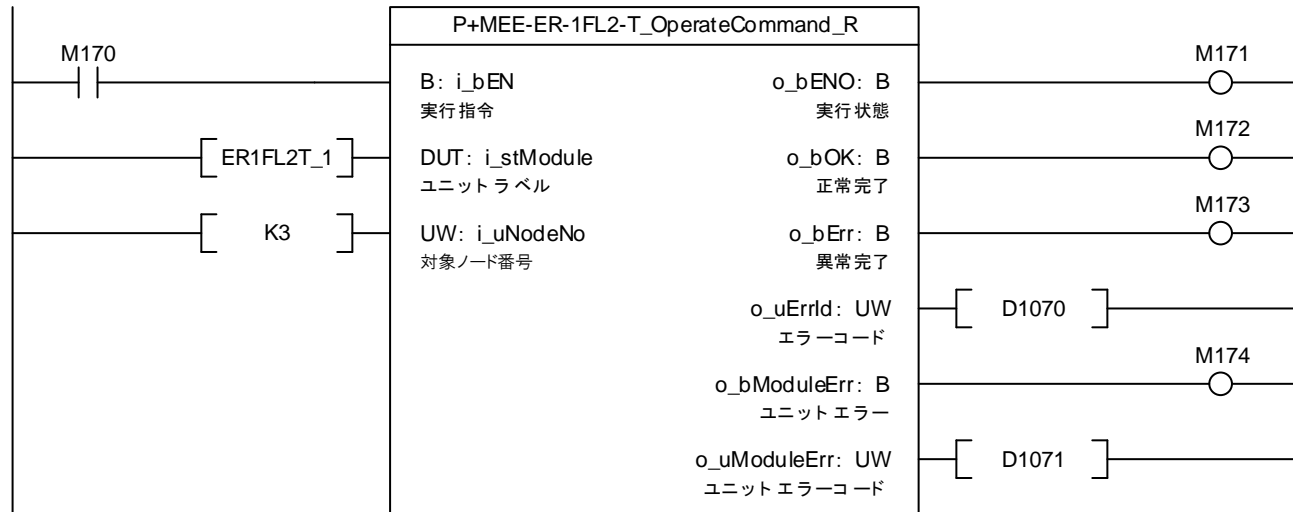 P+MEE-ER-1FL2-T_OperateCommand_R
M170
M171
B: i_bEN
o_bENO: B
実行指令
実行状態
M172
ER1FL2T_1
DUT: i_stModule
o_bOK: B
ユニットラベル
正常完了
M173
K3
UW: i_uNodeNo
o_bErr: B
対象ノード番号
異常完了
o_uErrId: UW
D1070
エラーコード
M174
o_bModuleErr: B
ユニットエラー
o_uModuleErr: UW
D1071
ユニットエラーコード